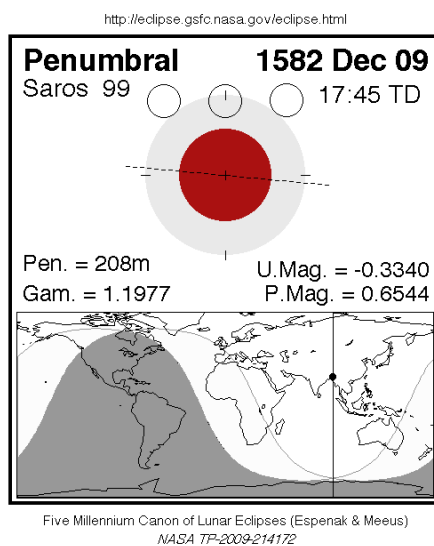 http://eclipse.gsfc.nasa.gov/eclipse.html
Penumbral 1582 Dec 09
Saros 99 17:45 TD
Pen. = 208m U.Mag. = -0.3340
Gam. = 1.1977 P.Mag. = 0.6544
Five Millennium Canon of Lunar Eclipses (Espenak & Meeus)
NASA TP-2009-214172